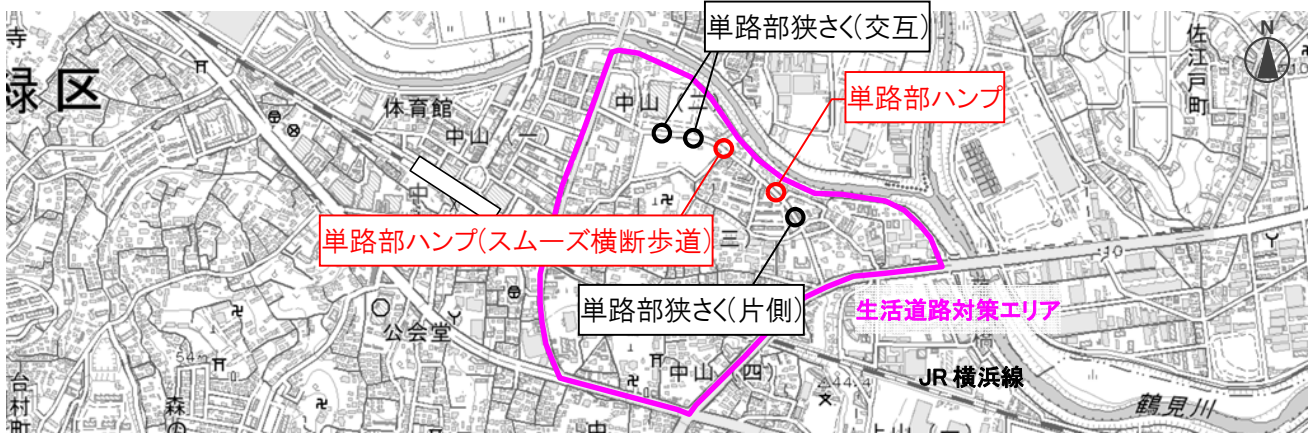 単路部狭さく(交互)
N
寺
佐江戸町
緑区
単路部ハンプ
体育館
中山(二)
中山(一)
単路部ハンプ(スムーズ横断歩道)
単路部狭さく(片側)
生活道路対策エリア
公会堂
中山(四)
JR 横浜線
鶴見川
台村町
森の